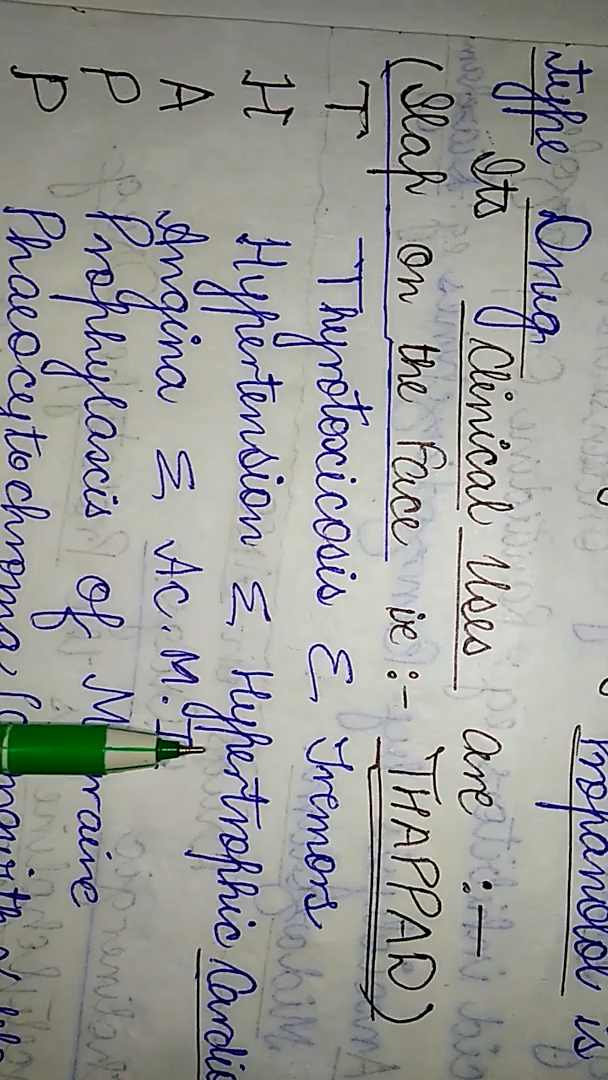 Propanolol is
type Drug
Its Clinical Uses are :-
(Slap on the Face ie :- THAPPAD)
T Thyrotoxicosis & Tremors
H Hypertension & Hypertrophic Cardio
A Angina & Ac. M.I
P Prophylaxis of
P Phaeocytochroma